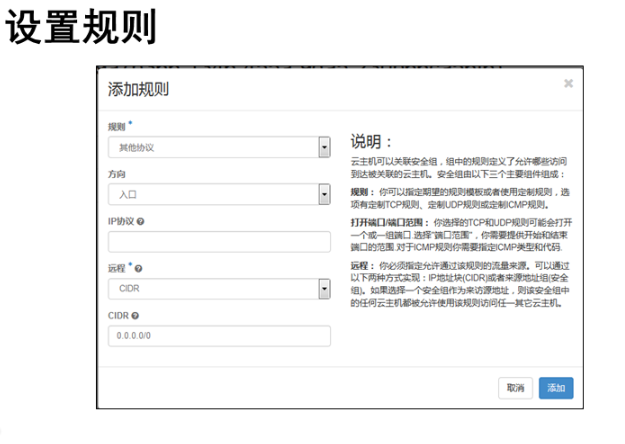 设置规则
添加规则
×
规则 *
其他协议
方向
入口
IP协议
远程 *
CIDR
CIDR
0.0.0.0/0
说明：
云主机可以关联安全组，组中的规则定义了允许哪些访问
到达被关联的云主机。安全组由以下三个主要组件组成：
规则： 你可以指定期望的规则模板或者使用定制规则，选
项有定制TCP规则、定制UDP规则或定制ICMP规则。
打开端口/端口范围： 你选择的TCP和UDP规则可能会打开
一个或一组端口.选择"端口范围"，你需要提供开始和结束
端口的范围.对于ICMP规则你需要指定ICMP类型和代码.
远程： 你必须指定允许通过该规则的流量来源。可以通过
以下两种方式实现：IP地址块(CIDR)或者来源地址组(安全
组)。如果选择一个安全组作为来访源地址，则该安全组中
的任何云主机都被允许使用该规则访问任一其它云主机。
取消
添加